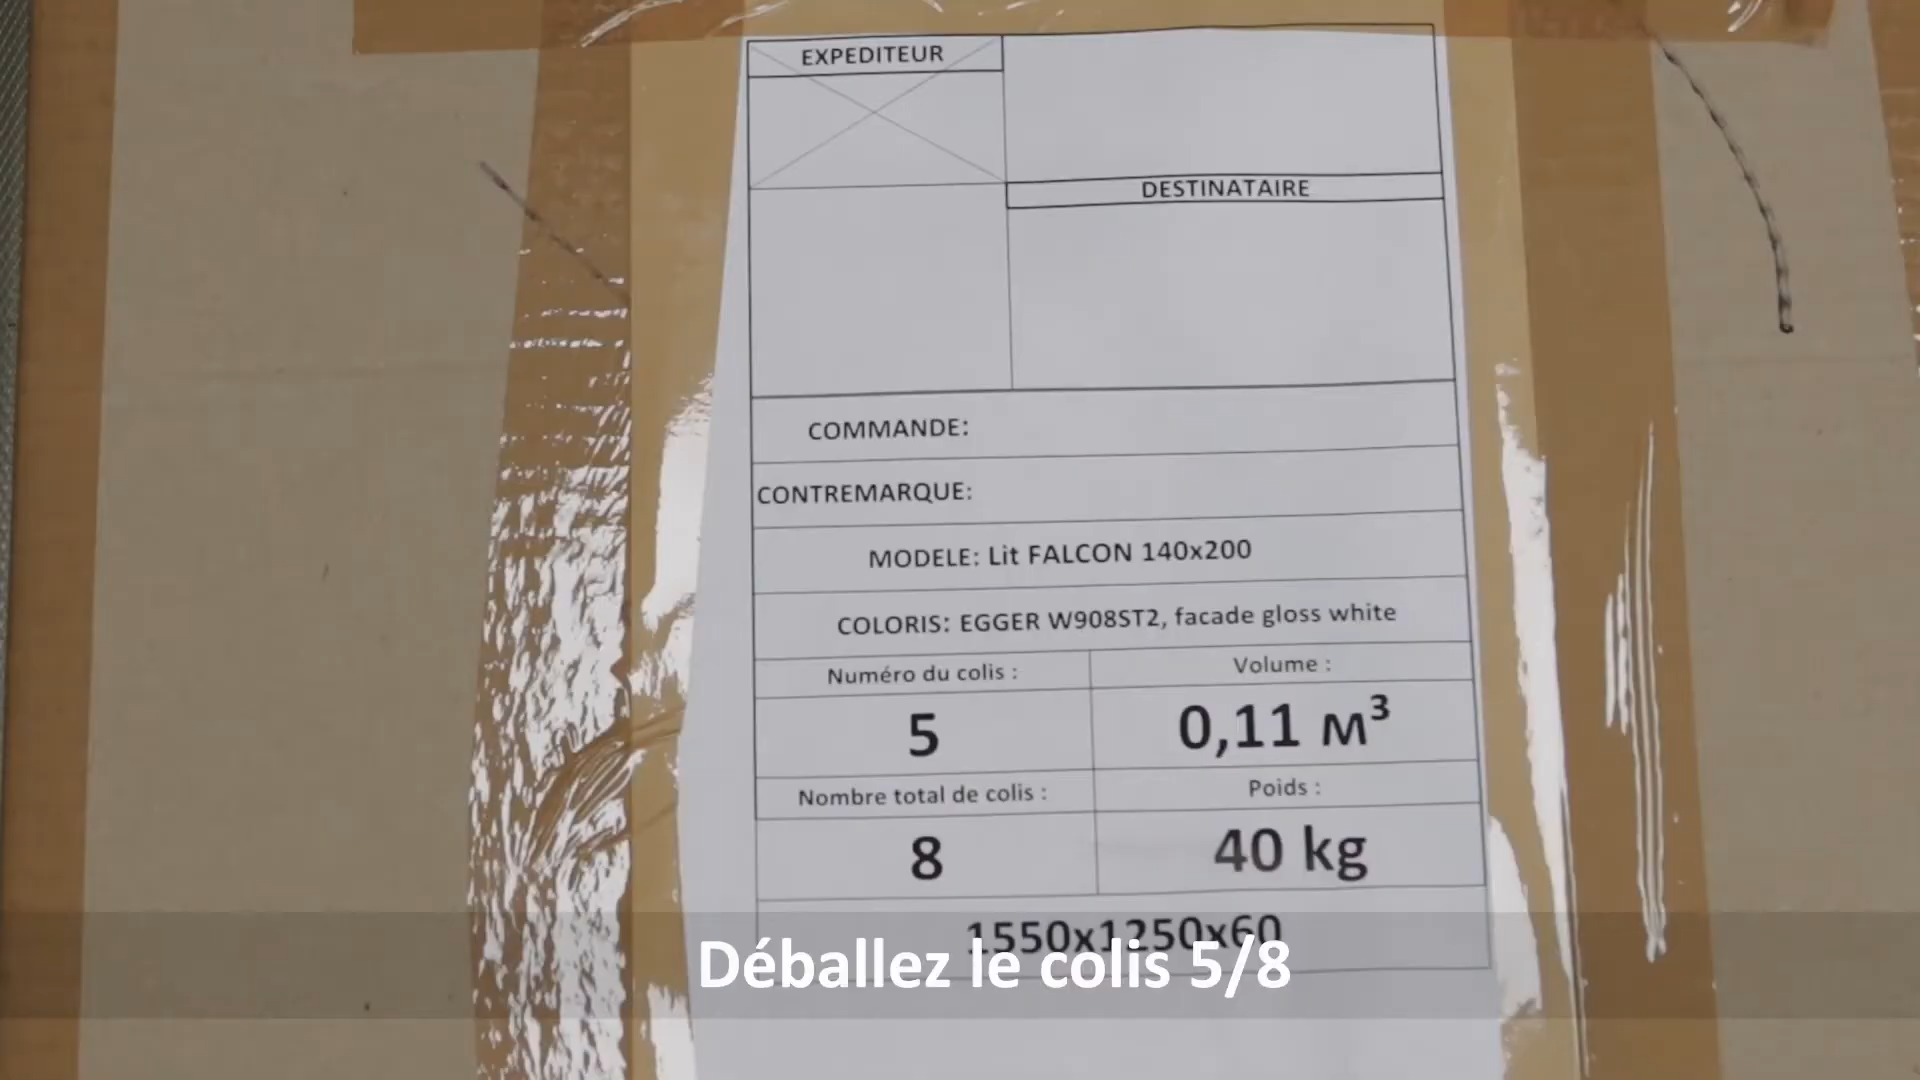 EXPEDITEUR
DESTINATAIRE
COMMANDE:
CONTREMARQUE:
MODELE: Lit FALCON 140x200
COLORIS: EGGER W908ST2, facade gloss white
Numéro du colis :
Volume :
5
0,11 м³
Nombre total de colis :
Poids :
8
40 kg
1550x1250x60
Déballez le colis 5/8